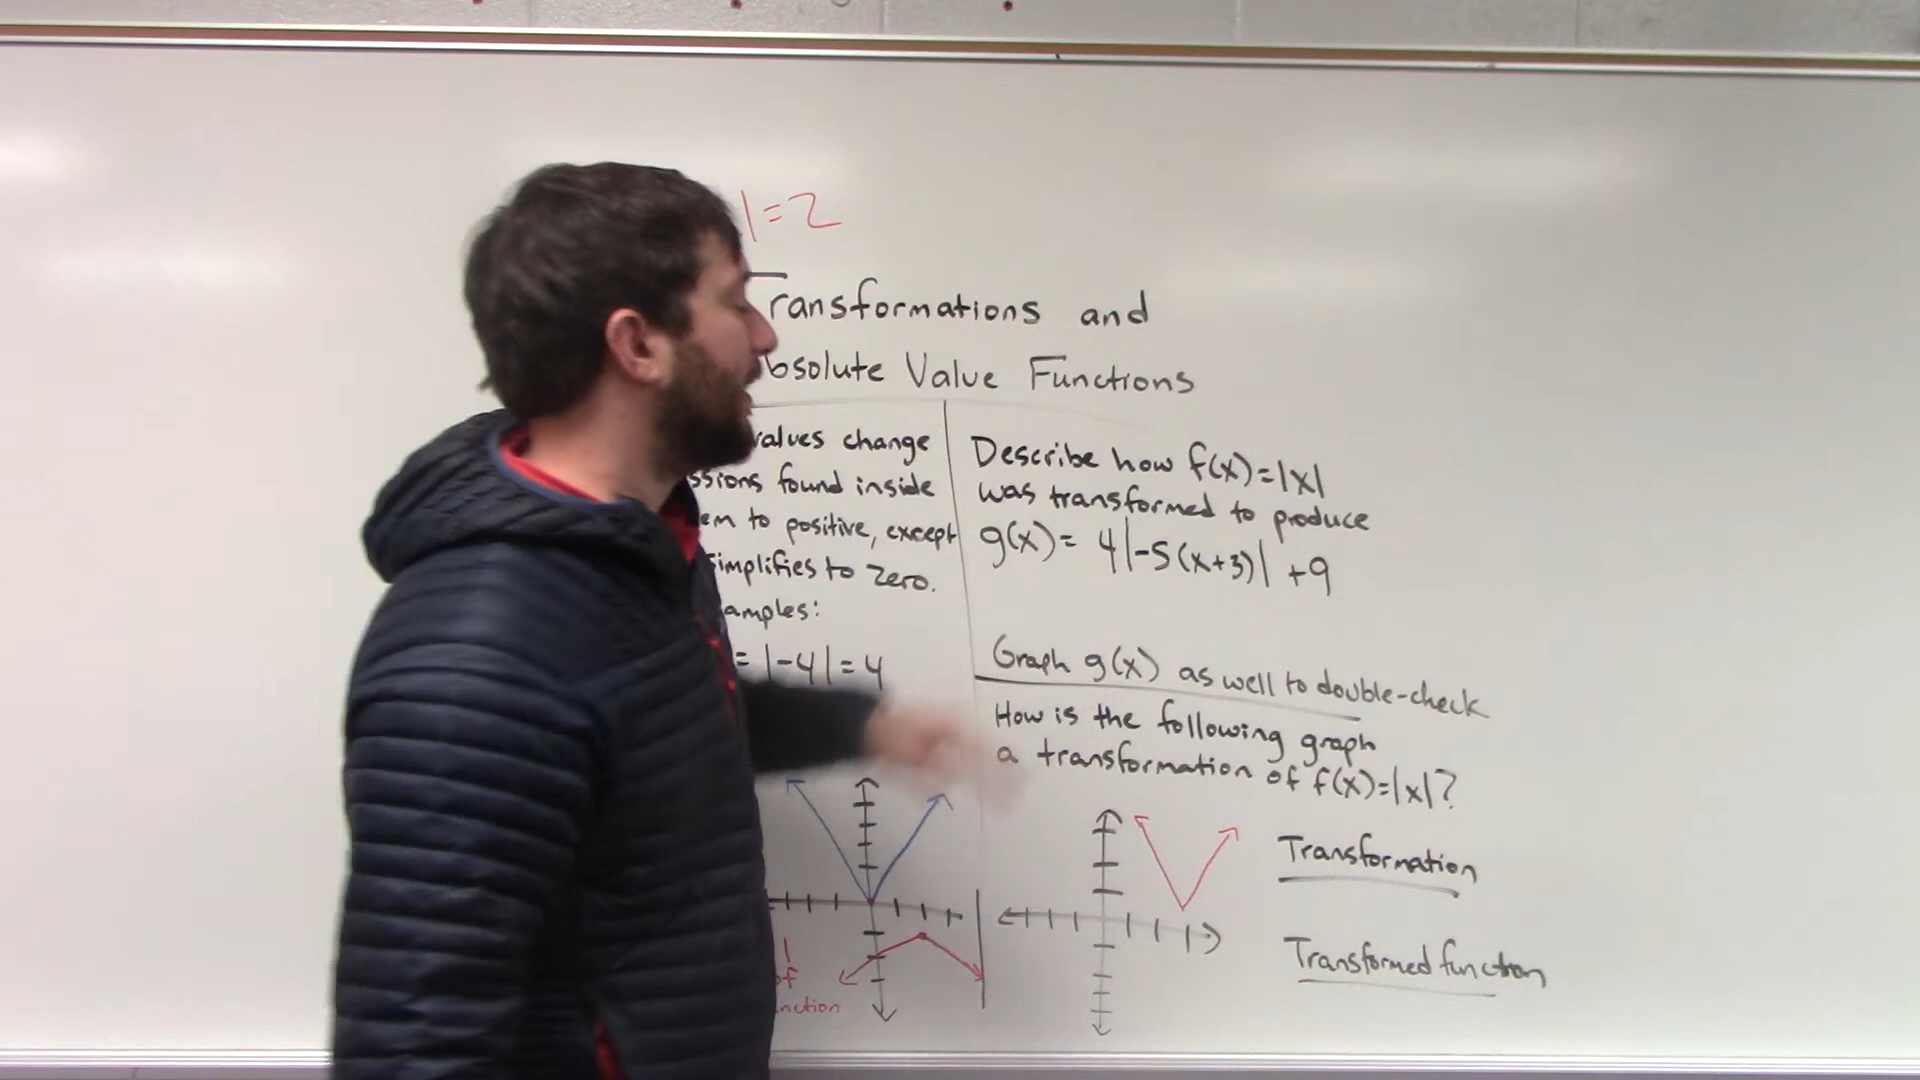 |=2
Transformations and
bsolute Value Functions
values change
ssions found inside
em to positive, except
simplifies to zero.
amples:
= |-4| = 4
of
nction
Describe how f(x)=|x|
was transformed to produce
g(x)= 4|-5(x+3)| +9
Graph g(x) as well to double-check
How is the following graph
a transformation of f(x)=|x|?
Transformation
Transformed function